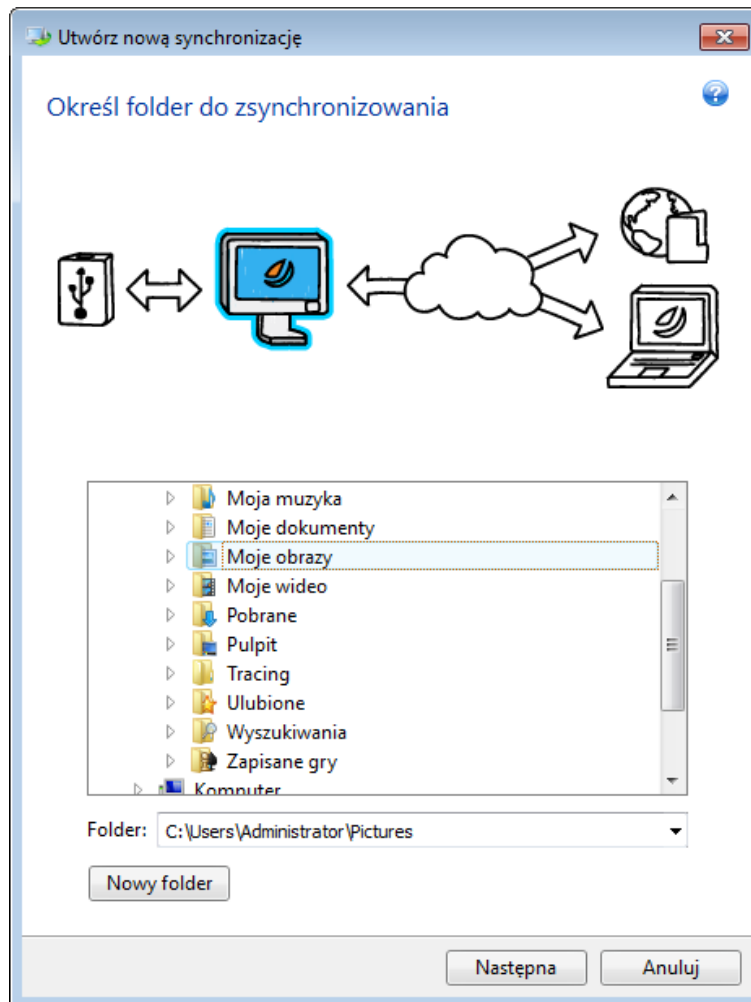 Utwórz nową synchronizację
Określ folder do zsynchronizowania
Moja muzyka
Moje dokumenty
Moje obrazy
Moje wideo
Pobrane
Pulpit
Tracing
Ulubione
Wyszukiwania
Zapisane gry
Komputer
Folder: C:\Users\Administrator\Pictures
Nowy folder
Następna Anuluj